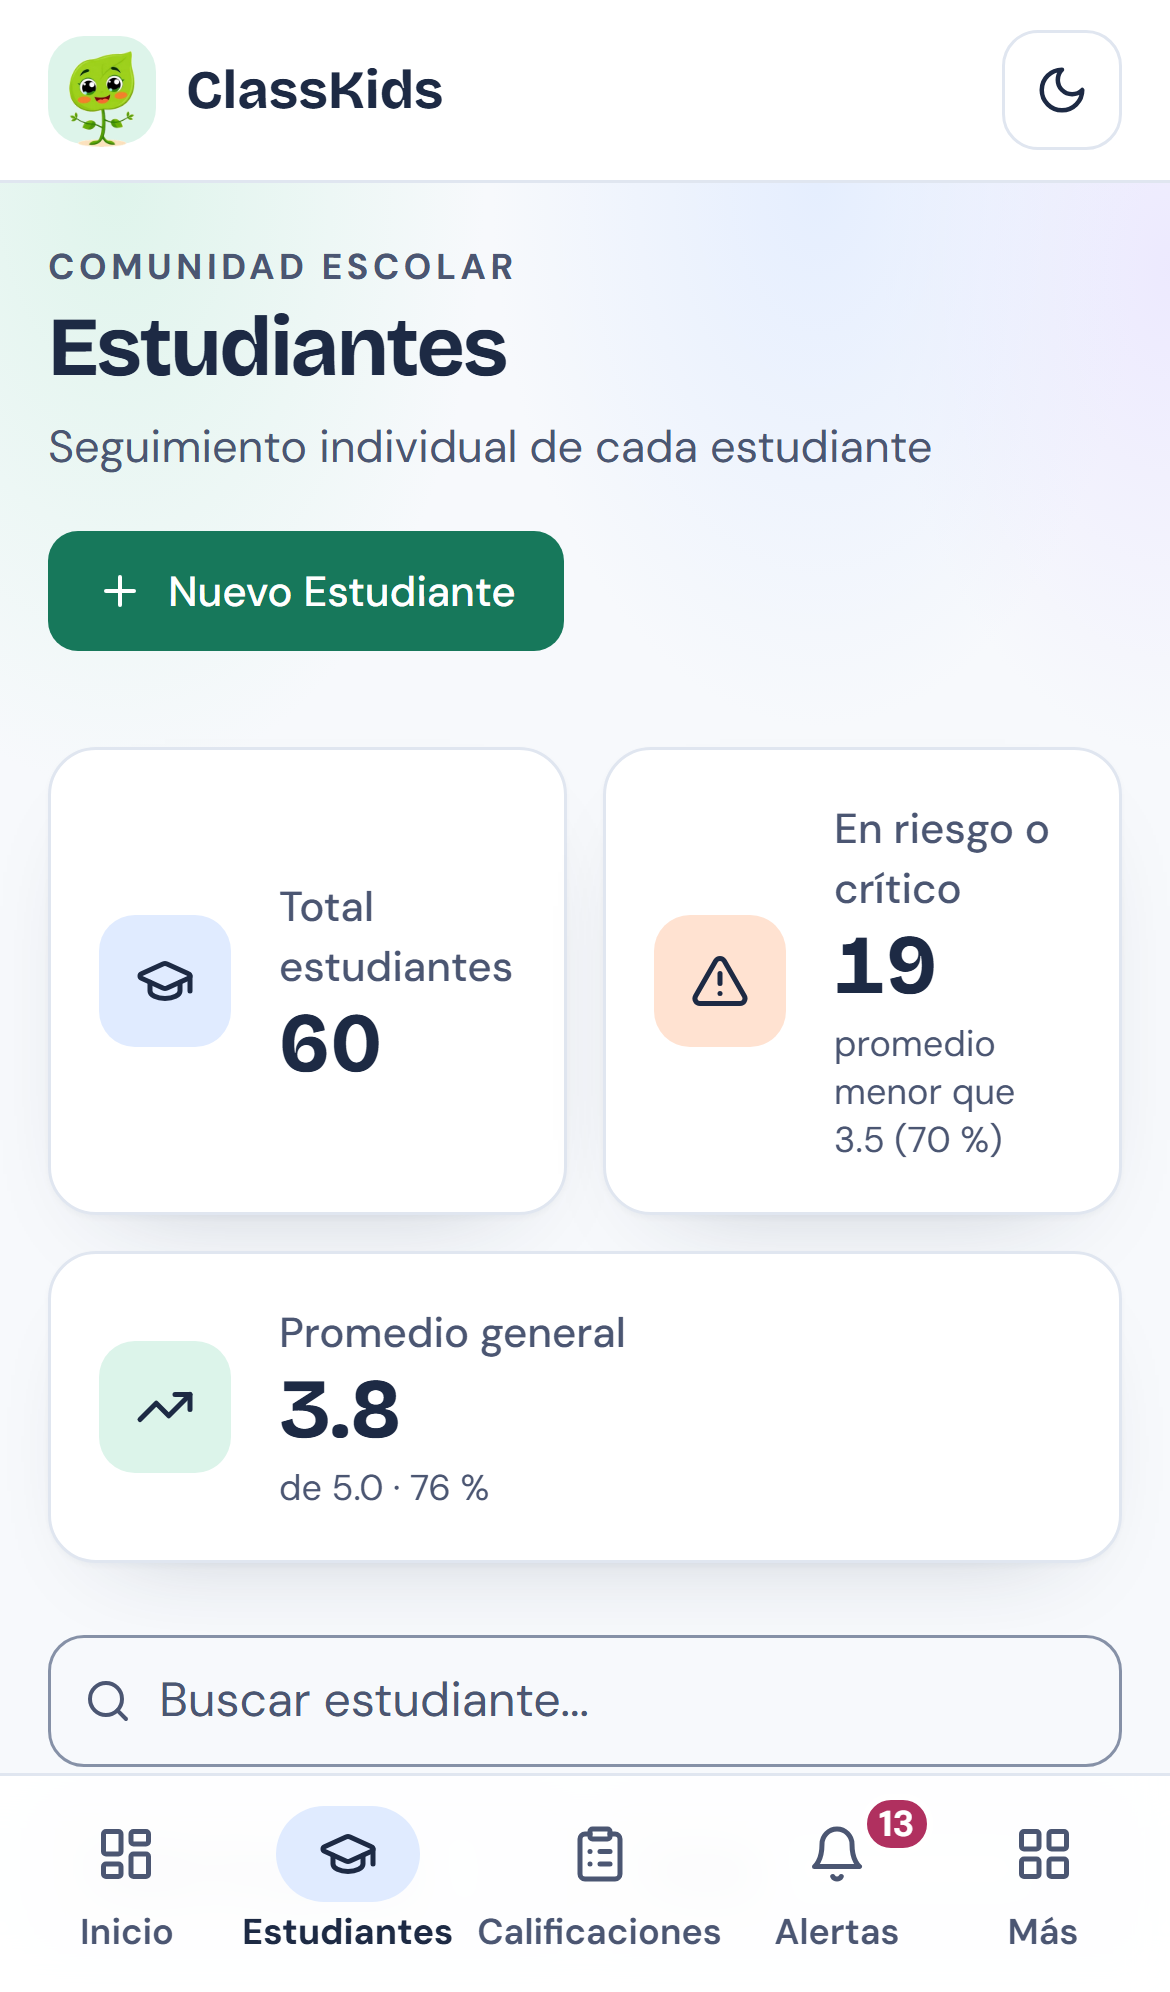 ClassKids
COMUNIDAD ESCOLAR
Estudiantes
Seguimiento individual de cada estudiante
Nuevo Estudiante
Total
estudiantes
60
En riesgo o
crítico
19
promedio
menor que
3.5 (70 %)
Promedio general
3.8
de 5.0 · 76 %
Buscar estudiante...
13
Inicio
Estudiantes
Calificaciones
Alertas
Más